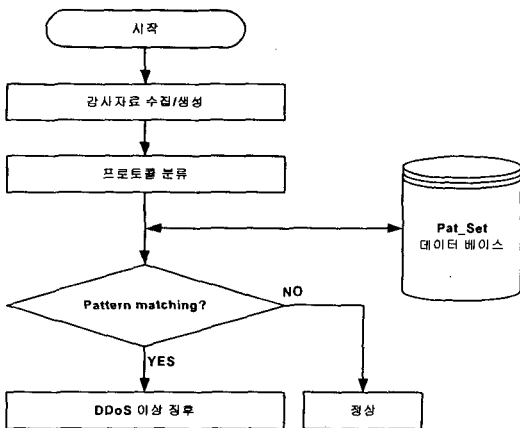 시작
감사자료 수집/생성
프로토콜 분류
Pat_Set
데이터 베이스
Pattern matching?
NO
YES
DDoS 이상 징후
정상